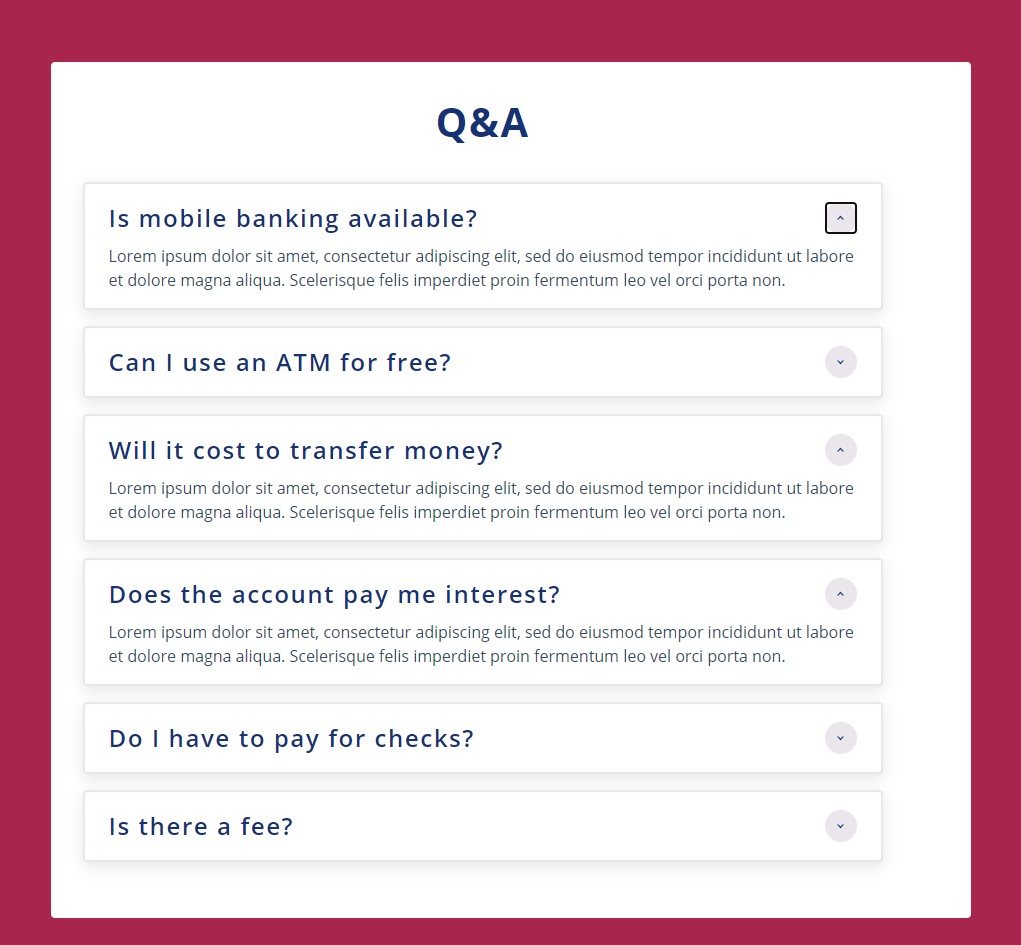 Q&A
Is mobile banking available?
Lorem ipsum dolor sit amet, consectetur adipiscing elit, sed do eiusmod tempor incididunt ut labore
et dolore magna aliqua. Scelerisque felis imperdiet proin fermentum leo vel orci porta non.
Can I use an ATM for free?
Will it cost to transfer money?
Lorem ipsum dolor sit amet, consectetur adipiscing elit, sed do eiusmod tempor incididunt ut labore
et dolore magna aliqua. Scelerisque felis imperdiet proin fermentum leo vel orci porta non.
Does the account pay me interest?
Lorem ipsum dolor sit amet, consectetur adipiscing elit, sed do eiusmod tempor incididunt ut labore
et dolore magna aliqua. Scelerisque felis imperdiet proin fermentum leo vel orci porta non.
Do I have to pay for checks?
Is there a fee?